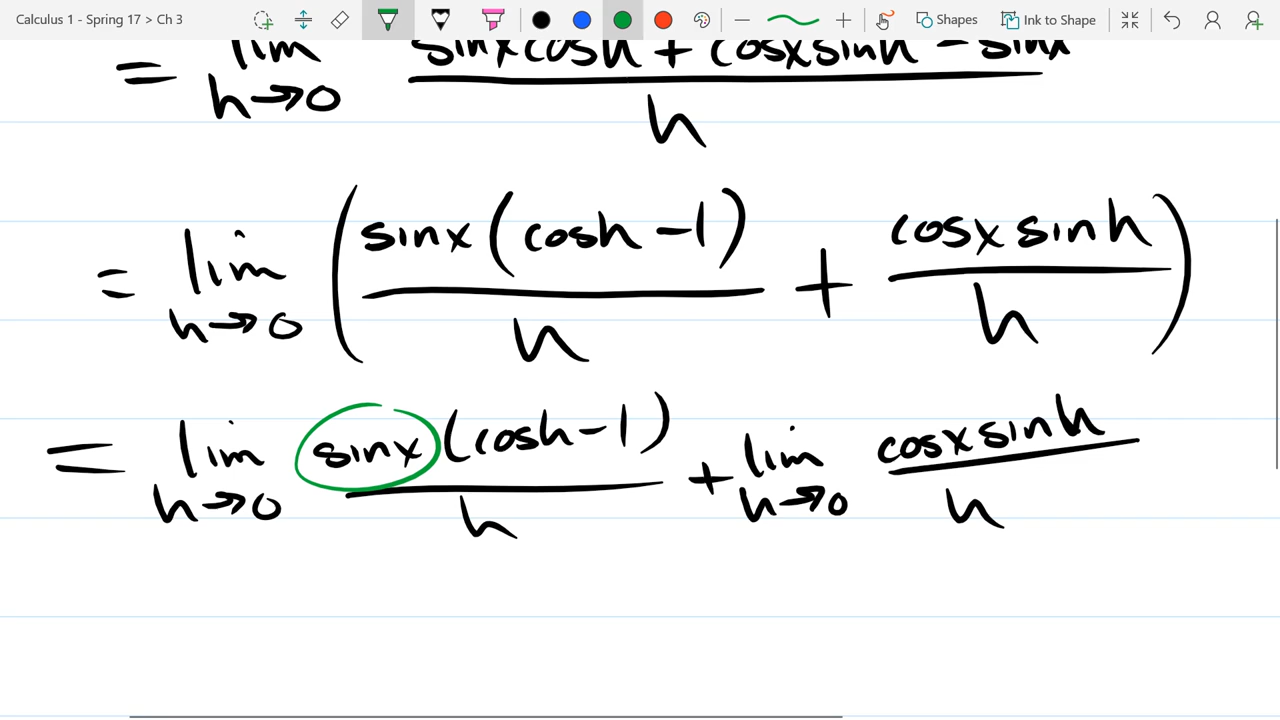 Calculus 1 - Spring 17 > Ch 3 Shapes Ink to Shape
= lim h→0 (sinx cosh + cosx sinh − sinx) / h
= lim h→0 ( sinx (cosh −1) / h + cosx sinh / h )
= lim h→0 sinx (cosh −1) / h + lim h→0 cosx sinh / h